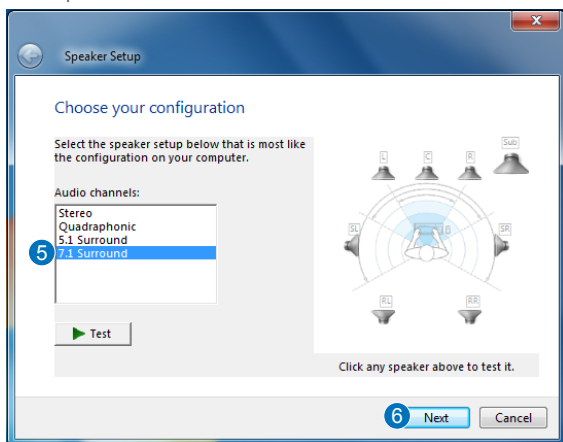 Speaker Setup
Choose your configuration
Select the speaker setup below that is most like
the configuration on your computer.
Audio channels:
Stereo
Quadraphonic
5.1 Surround
5 7.1 Surround
Test
L C R Sub
SL SR
RL RR
Click any speaker above to test it.
6 Next Cancel